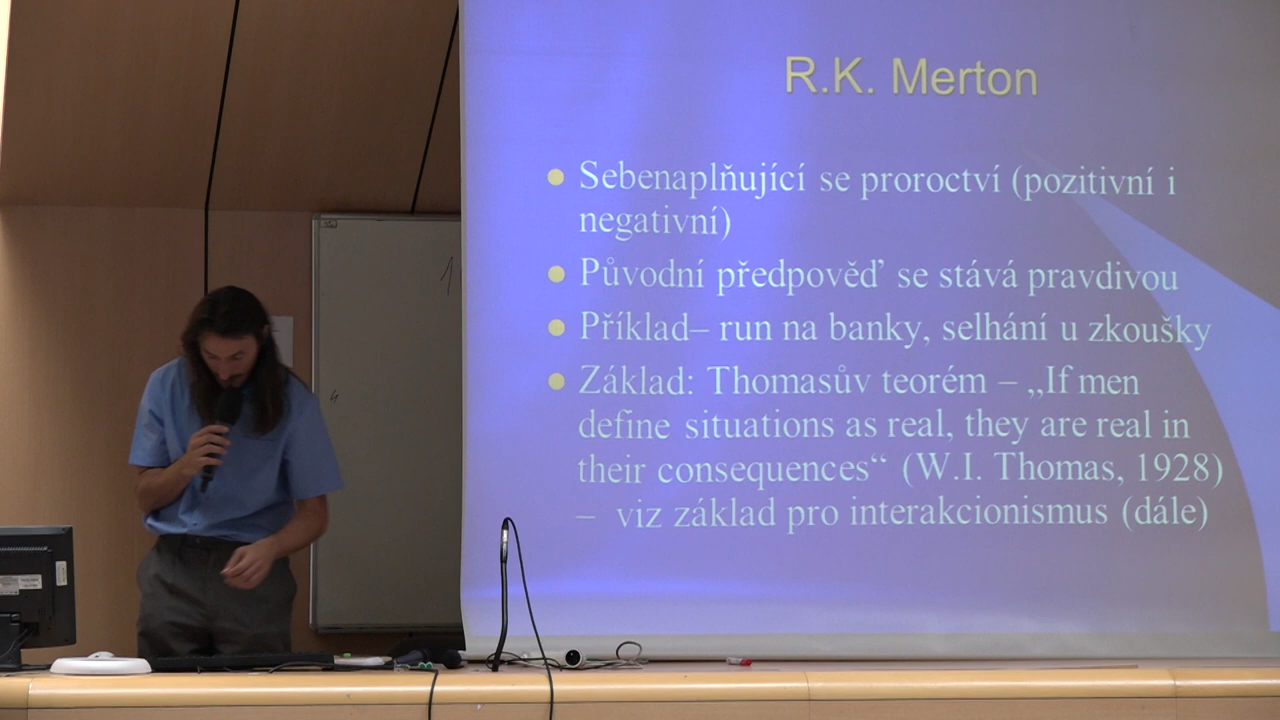 R.K. Merton
Sebenaplňující se proroctví (pozitivní i
negativní)
Původní předpověď se stává pravdivou
Příklad– run na banky, selhání u zkoušky
Základ: Thomasův teorém – „If men
define situations as real, they are real in
their consequences“ (W.I. Thomas, 1928)
– viz základ pro interakcionismus (dále)